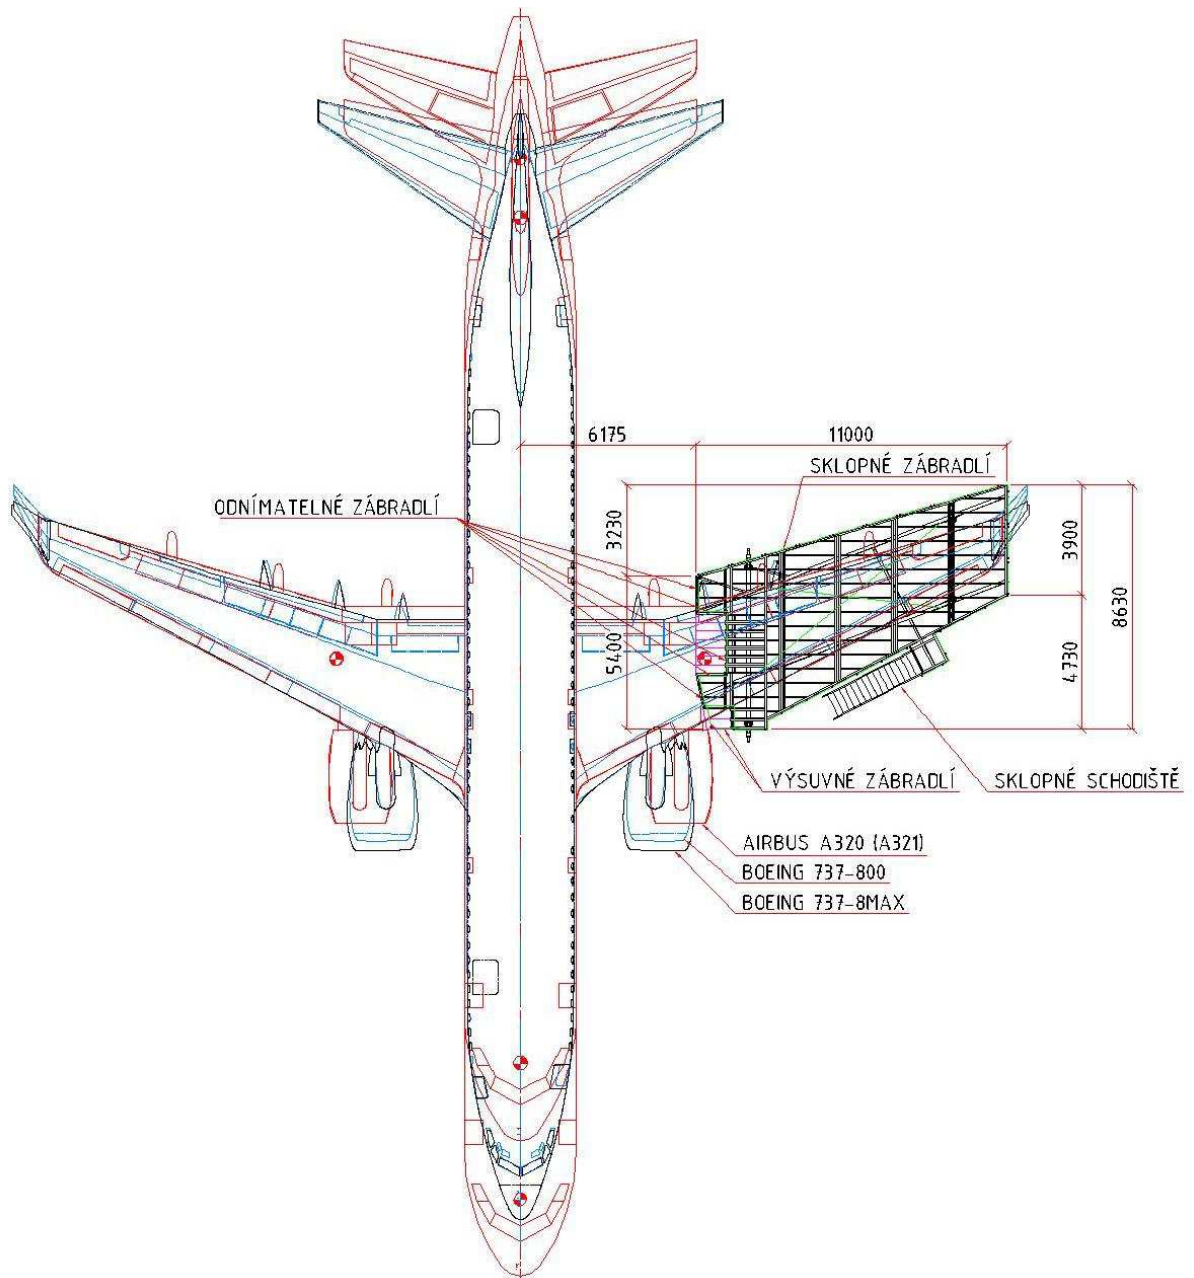 6175
11000
SKLOPNÉ ZÁBRADLÍ
ODNÍMATELNÉ ZÁBRADLÍ
3230
3900
8630
5400
4730
VÝSUVNÉ ZÁBRADLÍ
SKLOPNÉ SCHODIŠTĚ
AIRBUS A320 (A321)
BOEING 737-800
BOEING 737-8MAX